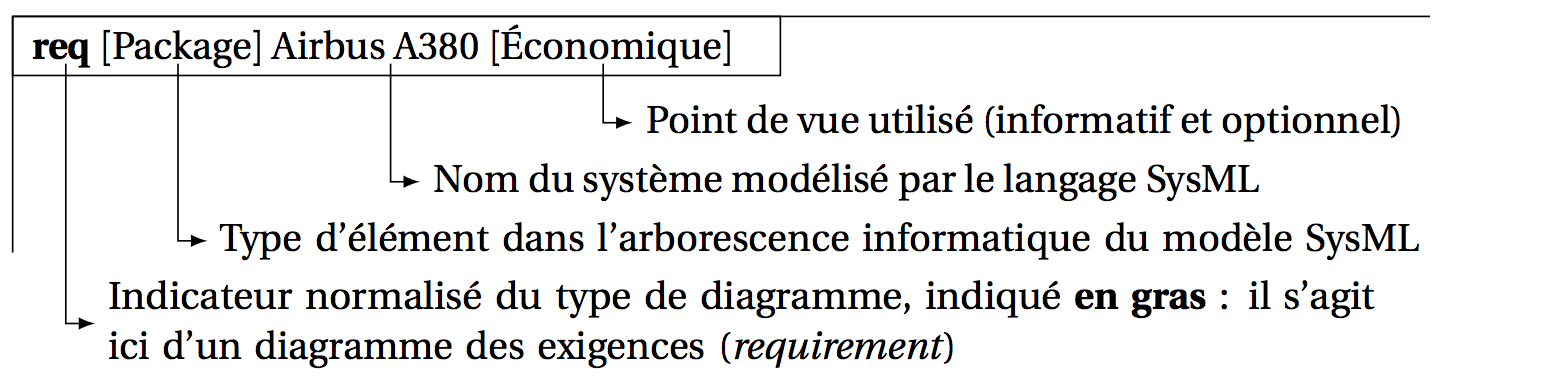 req [Package] Airbus A380 [Économique]
Point de vue utilisé (informatif et optionnel)
Nom du système modélisé par le langage SysML
Type d’élément dans l’arborescence informatique du modèle SysML
Indicateur normalisé du type de diagramme, indiqué en gras : il s’agit
ici d’un diagramme des exigences (requirement)